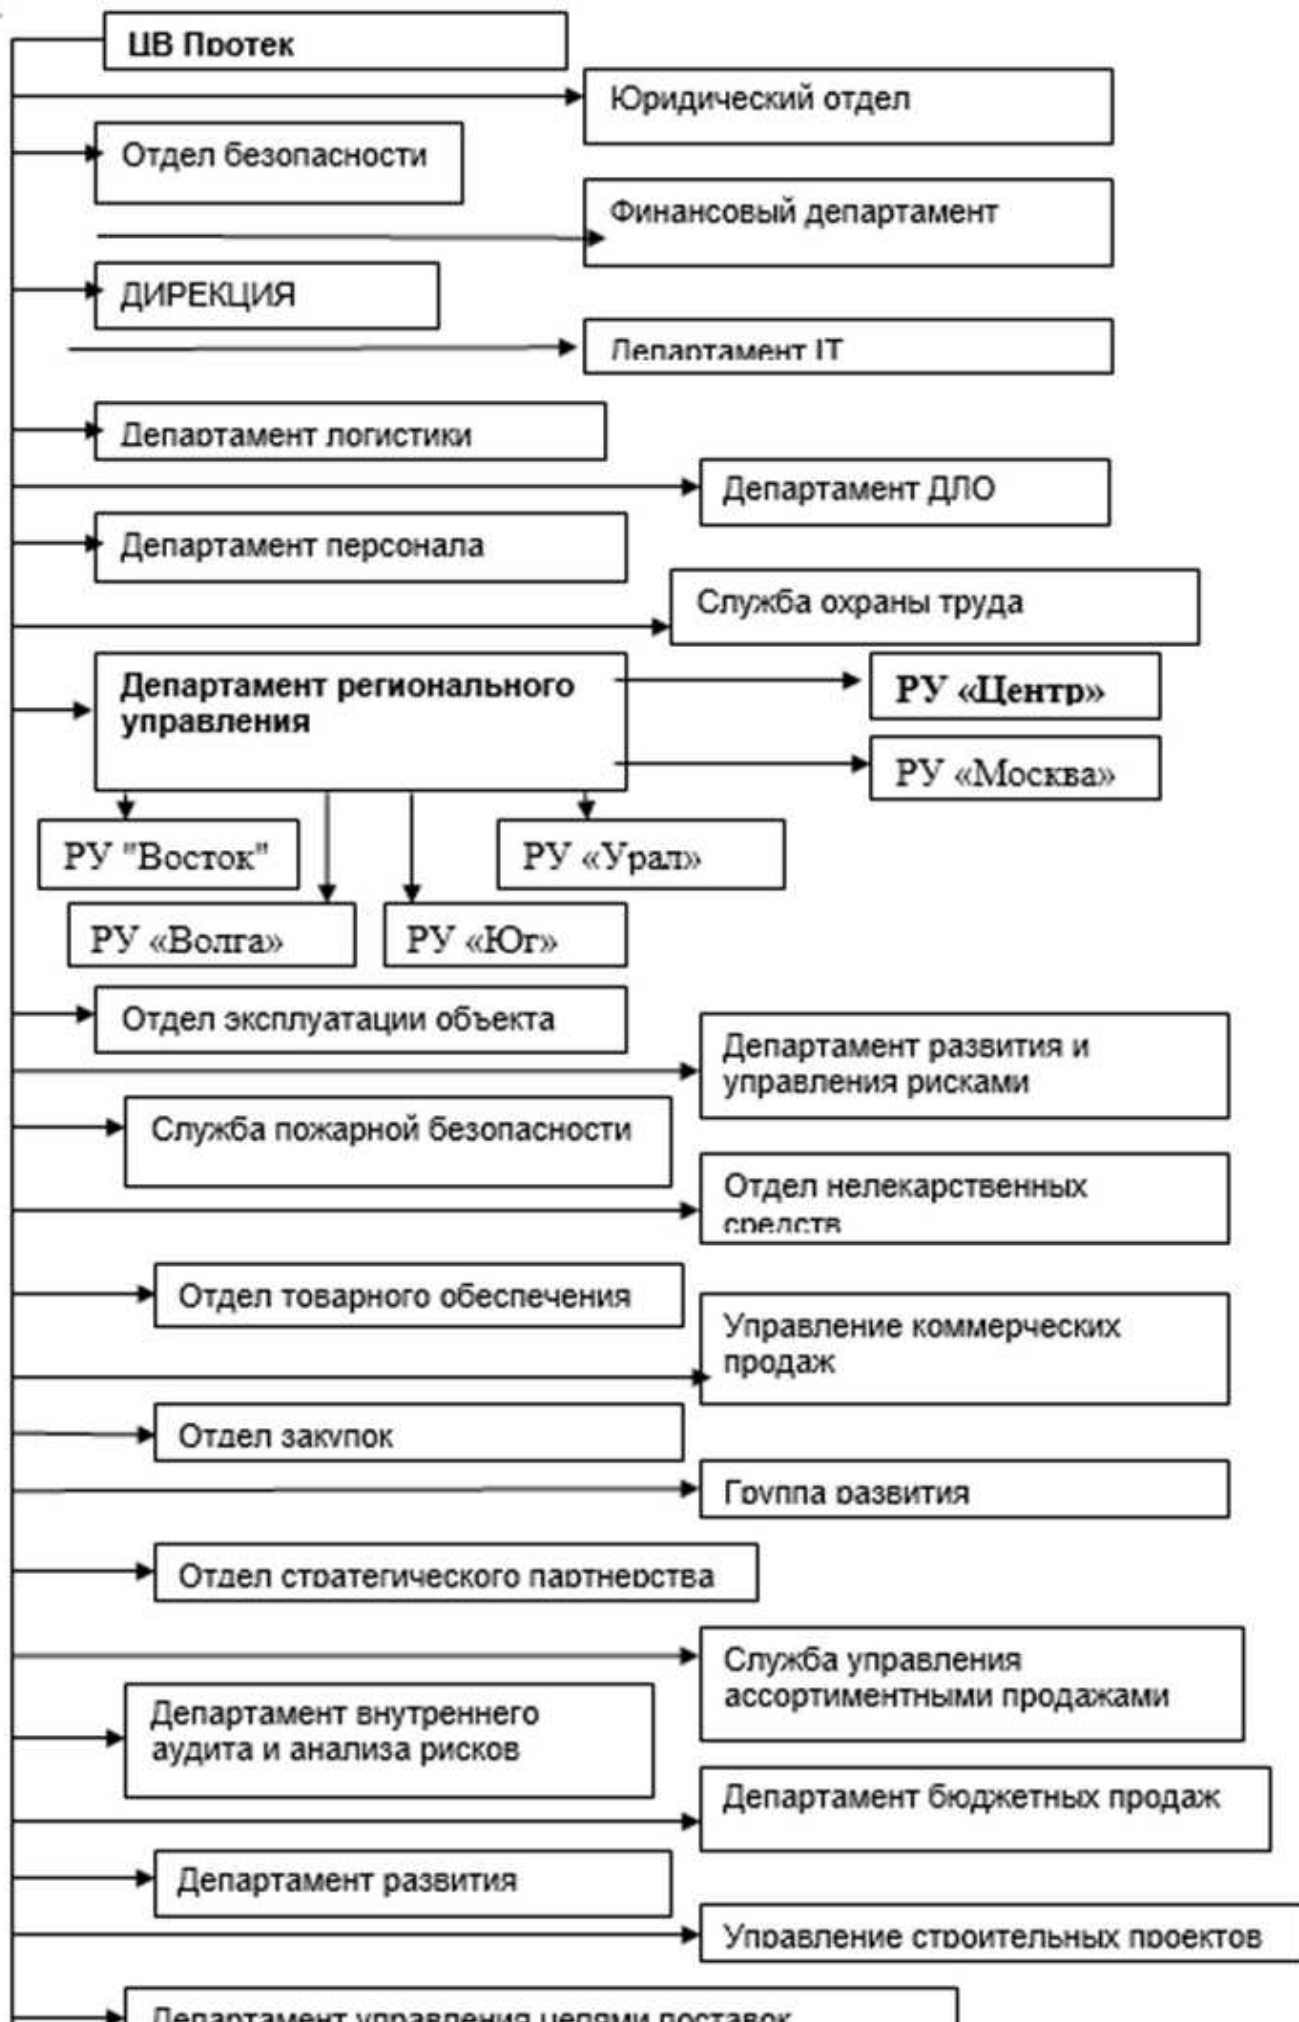 ЦВ Протек
Юридический отдел
Отдел безопасности
Финансовый департамент
ДИРЕКЦИЯ
Департамент IT
Департамент логистики
Департамент ДЛО
Департамент персонала
Служба охраны труда
Департамент регионального
управления
РУ «Центр»
РУ «Москва»
РУ "Восток"
РУ «Урал»
РУ «Волга»
РУ «Юг»
Отдел эксплуатации объекта
Департамент развития и
управления рисками
Служба пожарной безопасности
Отдел нелекарственных
средств
Отдел товарного обеспечения
Управление коммерческих
продаж
Отдел закупок
Группа развития
Отдел стратегического партнерства
Служба управления
ассортиментными продажами
Департамент внутреннего
аудита и анализа рисков
Департамент бюджетных продаж
Департамент развития
Управление строительных проектов
Департамент управления цепями поставок